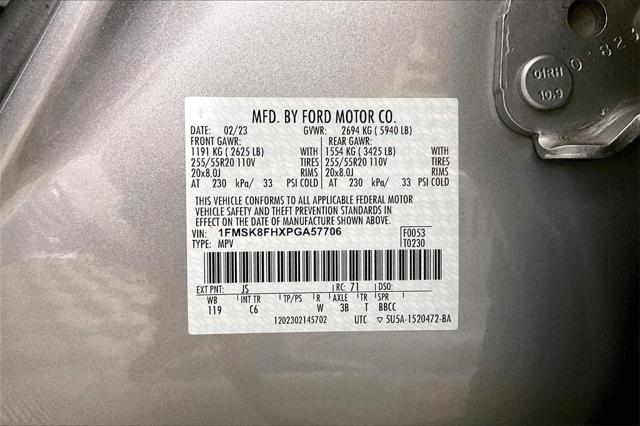 01RH
10.9
01823
MFD. BY FORD MOTOR CO.
DATE: 02/23 GVWR: 2694 KG ( 5940 LB)
FRONT GAWR: REAR GAWR:
1191 KG ( 2625 LB) WITH 1554 KG ( 3425 LB) WITH
255/55R20 110V TIRES 255/55R20 110V TIRES
20x8.0J RIMS 20x8.0J RIMS
AT 230 kPa/ 33 PSI COLD AT 230 kPa/ 33 PSI COLD
THIS VEHICLE CONFORMS TO ALL APPLICABLE FEDERAL MOTOR
VEHICLE SAFETY AND THEFT PREVENTION STANDARDS IN
EFFECT ON THE DATE OF MANUFACTURE SHOWN ABOVE.
VIN: 1FMSK8FHXPGA57706 F0053
TYPE: MPV T0230
EXT PNT: JS RC: 71 DSO:
WB INT TR TP/PS R AXLE TR SPR
119 C6 W 3B T BBCC
1202302145702 UTC ▽ 5U5A-1520472-BA